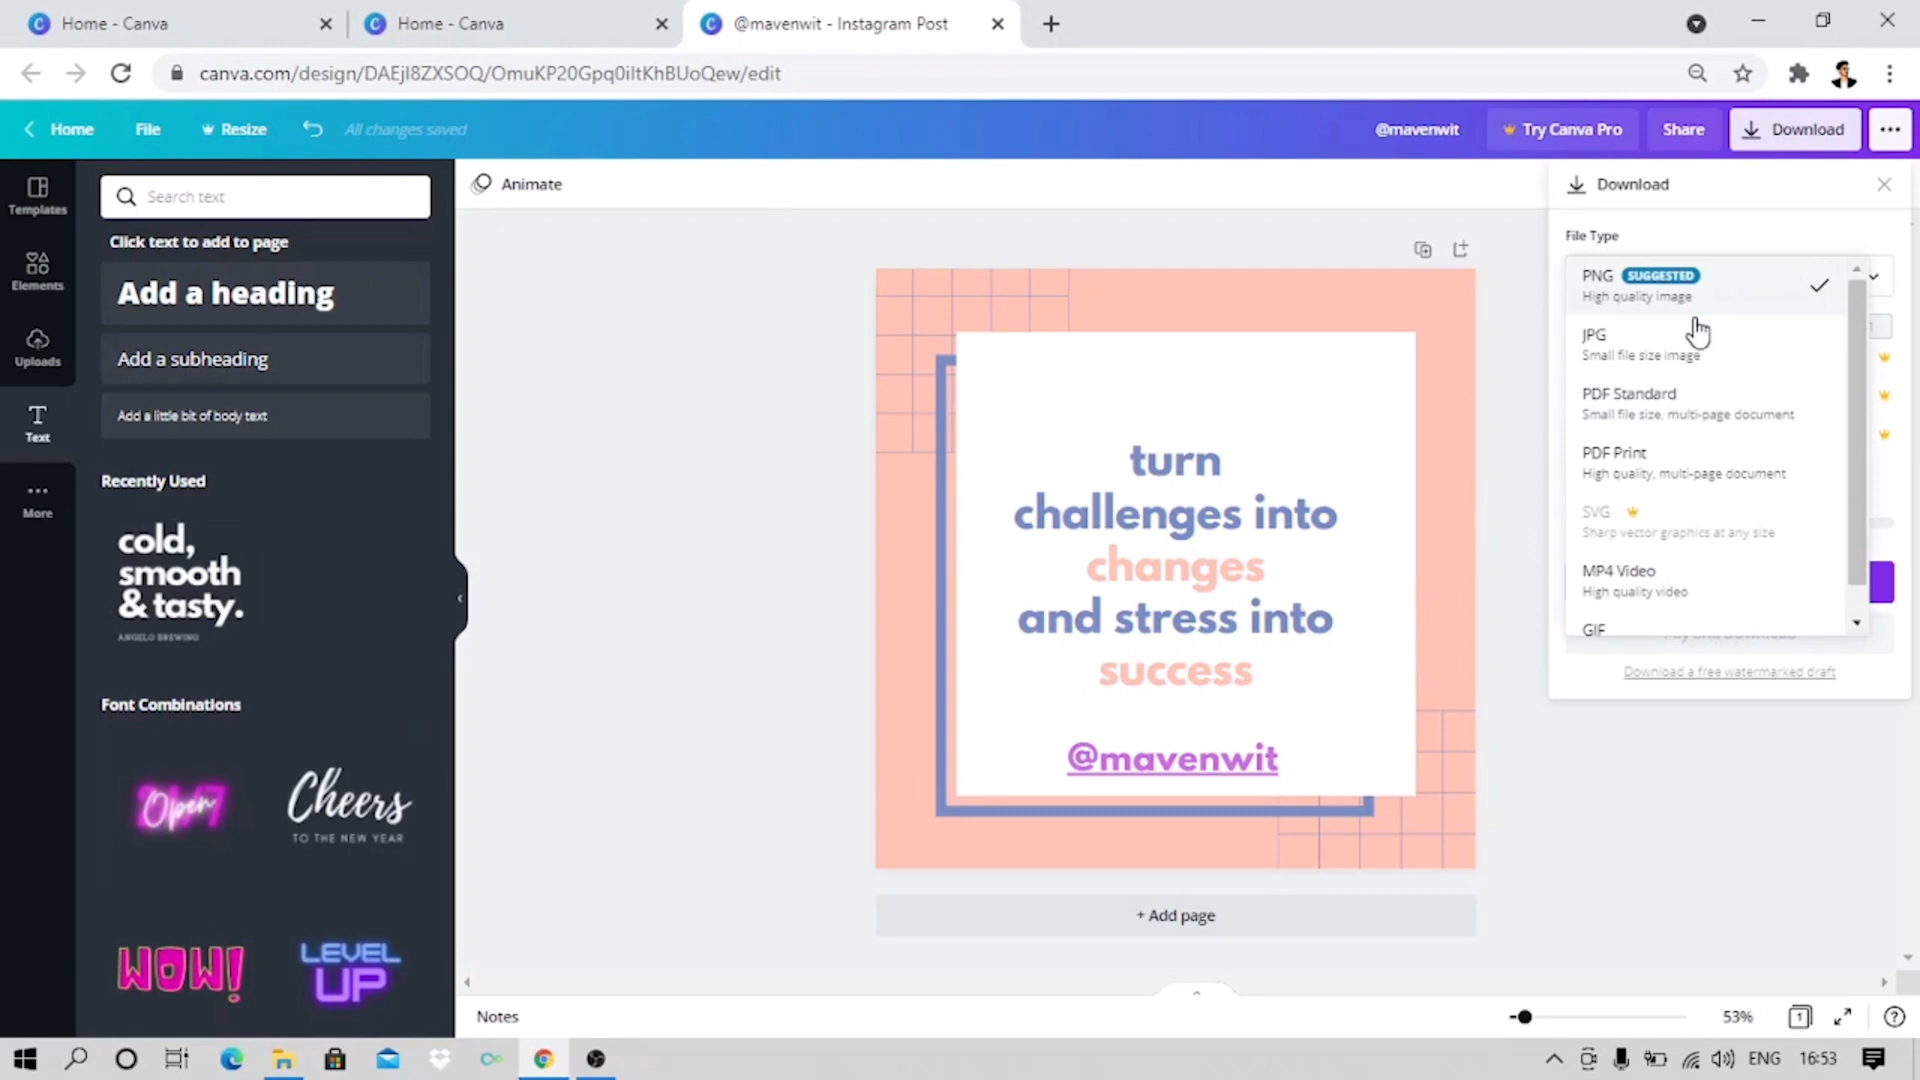 Home - Canva
Home - Canva
@mavenwit - Instagram Post
canva.com/design/DAEjI8ZXSOQ/OmuKP20Gpq0iItKhBUoQew/edit
Home
File
Resize
All changes saved
@mavenwit
Try Canva Pro
Share
Download
Templates
Elements
Uploads
Text
More
Search text
Click text to add to page
Add a heading
Add a subheading
Add a little bit of body text
Recently Used
cold,
smooth
& tasty.
ANGELO BREWING
Font Combinations
Open
Cheers
TO THE NEW YEAR
WOW!
LEVEL
UP
Animate
turn
challenges into
changes
and stress into
success
@mavenwit
+ Add page
Download
File Type
PNG SUGGESTED
High quality image
JPG
Small file size image
PDF Standard
Small file size, multi-page document
PDF Print
High quality, multi-page document
SVG
Sharp vector graphics at any size
MP4 Video
High quality video
GIF
Download a free watermarked draft
Notes
53%
1
ENG
16:53